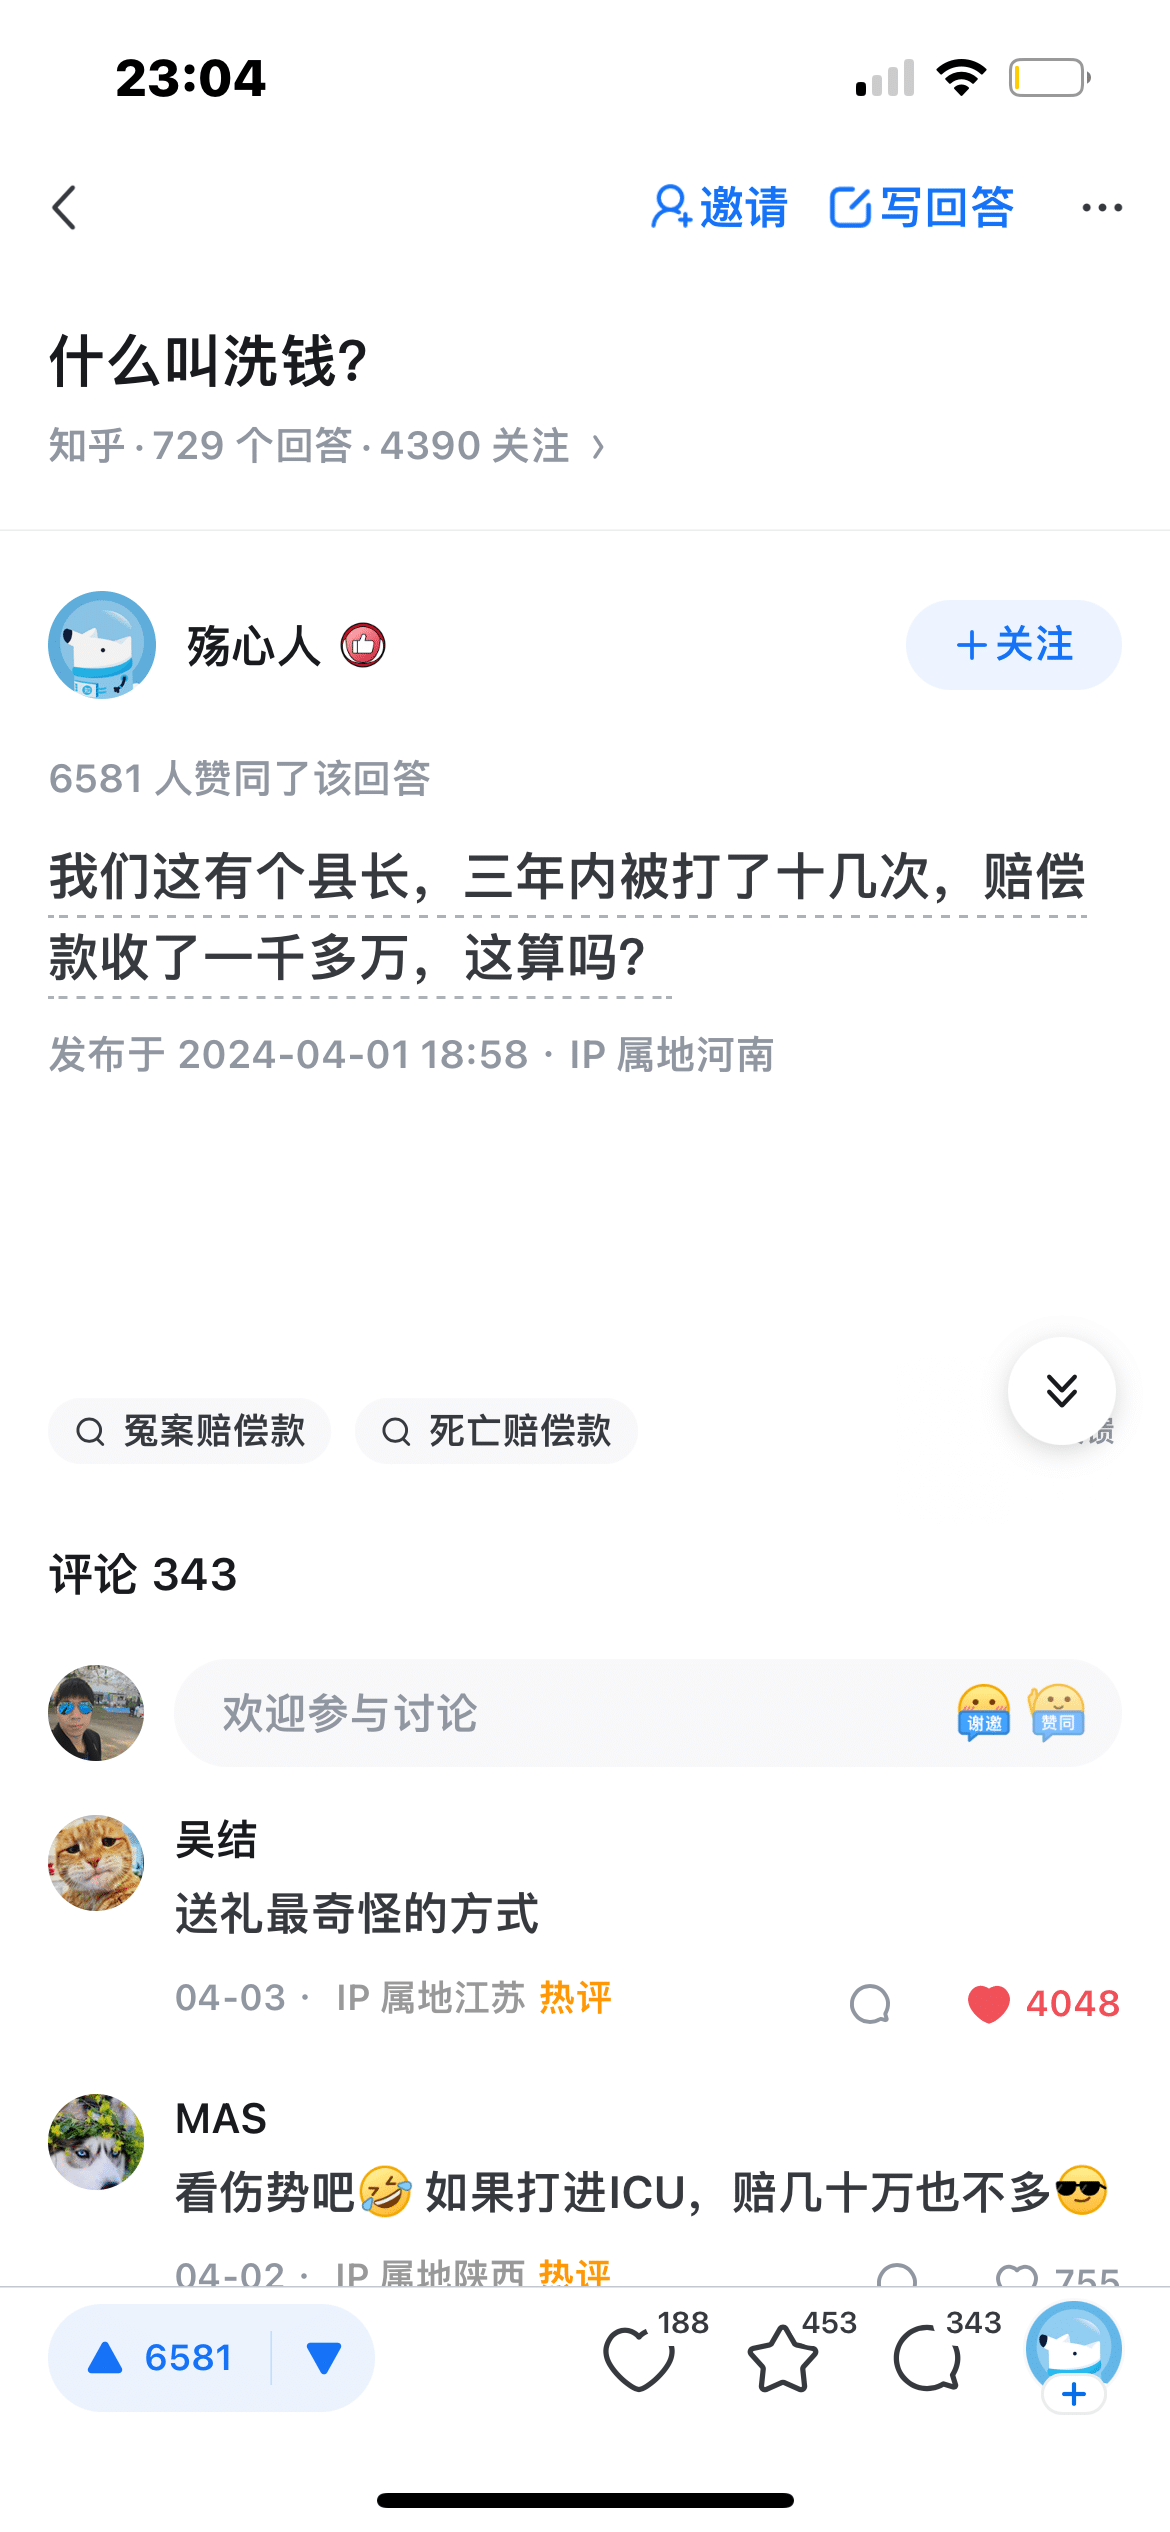 23:04
邀请 写回答
什么叫洗钱?
知乎 · 729 个回答 · 4390 关注
殇心人
关注
6581 人赞同了该回答
我们这有个县长，三年内被打了十几次，赔偿
款收了一千多万，这算吗?
发布于 2024-04-01 18:58 · IP 属地河南
冤案赔偿款 死亡赔偿款 馈
评论 343
欢迎参与讨论 谢邀 赞同
吴结
送礼最奇怪的方式
04-03 · IP 属地江苏 热评 4048
MAS
看伤势吧🤣 如果打进ICU，赔几十万也不多😎
04-02 · IP 属地陕西 热评 755
6581 188 453 343